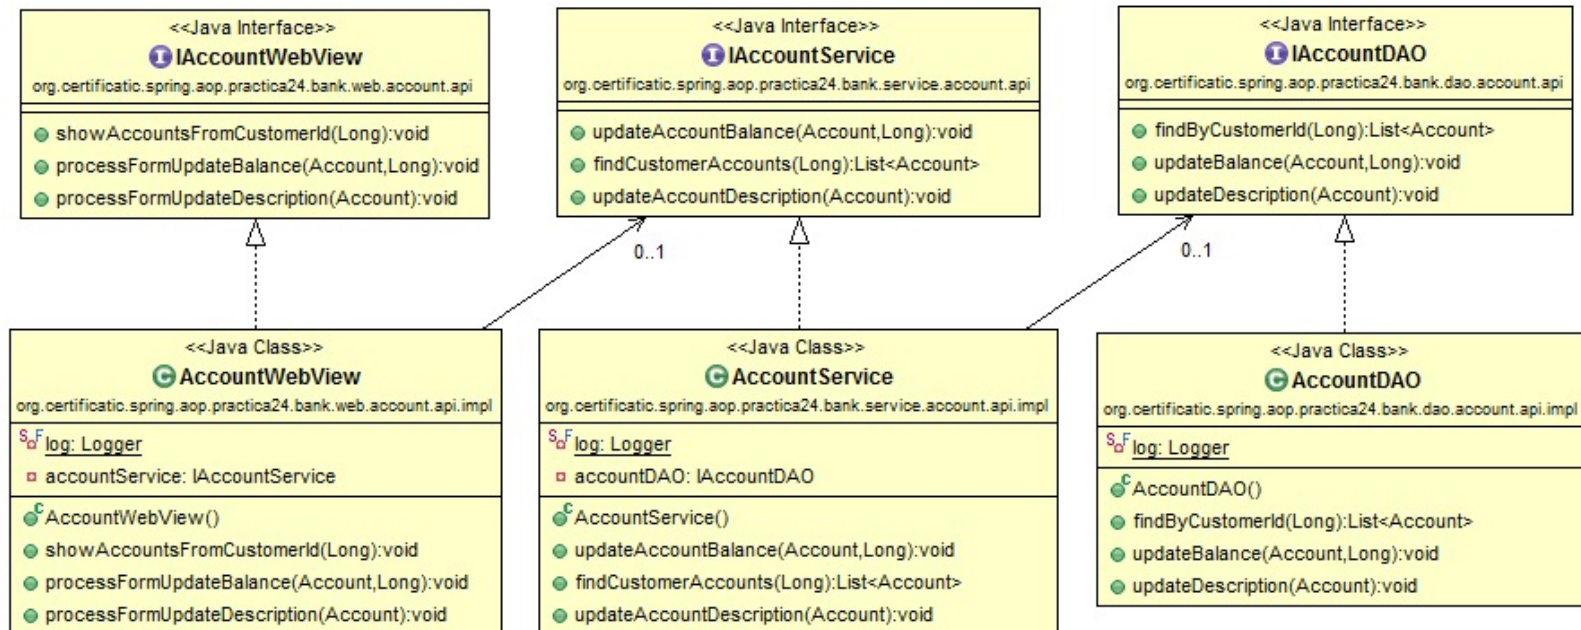 <<Java Interface>>
I IAccountWebView
org.certificatic.spring.aop.practica24.bank.web.account.api
showAccountsFromCustomerId(Long):void
processFormUpdateBalance(Account,Long):void
processFormUpdateDescription(Account):void
<<Java Interface>>
I IAccountService
org.certificatic.spring.aop.practica24.bank.service.account.api
updateAccountBalance(Account,Long):void
findCustomerAccounts(Long):List<Account>
updateAccountDescription(Account):void
<<Java Interface>>
I IAccountDAO
org.certificatic.spring.aop.practica24.bank.dao.account.api
findByCustomerId(Long):List<Account>
updateBalance(Account,Long):void
updateDescription(Account):void
0..1
0..1
<<Java Class>>
C AccountWebView
org.certificatic.spring.aop.practica24.bank.web.account.api.impl
S F log: Logger
accountService: IAccountService
C AccountWebView()
showAccountsFromCustomerId(Long):void
processFormUpdateBalance(Account,Long):void
processFormUpdateDescription(Account):void
<<Java Class>>
C AccountService
org.certificatic.spring.aop.practica24.bank.service.account.api.impl
S F log: Logger
accountDAO: IAccountDAO
C AccountService()
updateAccountBalance(Account,Long):void
findCustomerAccounts(Long):List<Account>
updateAccountDescription(Account):void
<<Java Class>>
C AccountDAO
org.certificatic.spring.aop.practica24.bank.dao.account.api.impl
S F log: Logger
C AccountDAO()
findByCustomerId(Long):List<Account>
updateBalance(Account,Long):void
updateDescription(Account):void